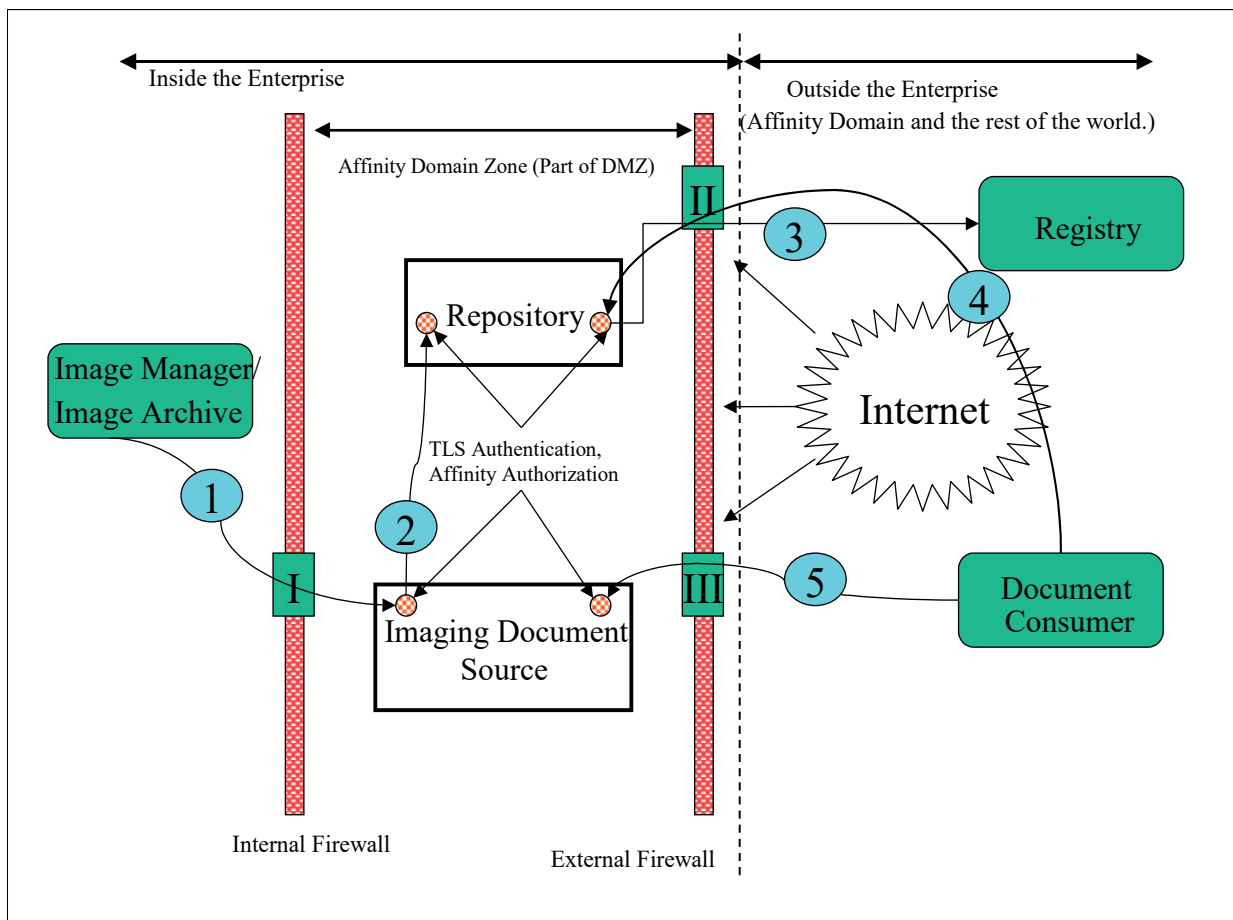 Inside the Enterprise
Outside the Enterprise
(Affinity Domain and the rest of the world.)
Affinity Domain Zone (Part of DMZ)
II
3
Registry
4
Repository
Image Manager/
Image Archive
Internet
TLS Authentication,
Affinity Authorization
1
2
I
III
5
Document
Consumer
Imaging Document
Source
Internal Firewall
External Firewall